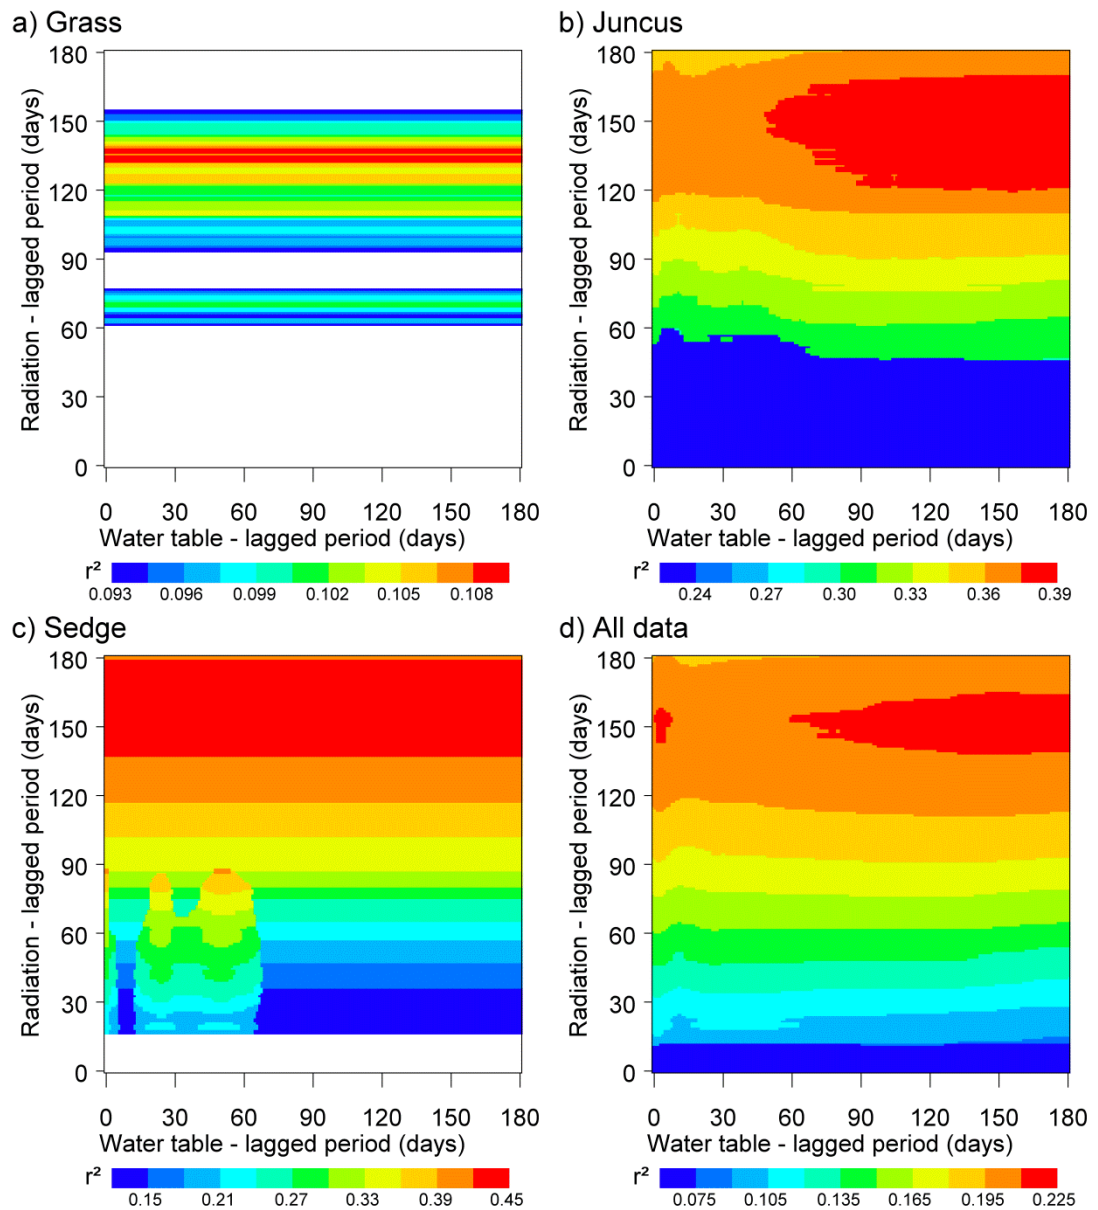 a) Grass
b) Juncus
Radiation - lagged period (days)
180
150
120
90
60
30
0
0 30 60 90 120 150 180
Water table - lagged period (days)
r²
0.093 0.096 0.099 0.102 0.105 0.108
Radiation - lagged period (days)
180
150
120
90
60
30
0
0 30 60 90 120 150 180
Water table - lagged period (days)
r²
0.24 0.27 0.30 0.33 0.36 0.39
c) Sedge
d) All data
Radiation - lagged period (days)
180
150
120
90
60
30
0
0 30 60 90 120 150 180
Water table - lagged period (days)
r²
0.15 0.21 0.27 0.33 0.39 0.45
Radiation - lagged period (days)
180
150
120
90
60
30
0
0 30 60 90 120 150 180
Water table - lagged period (days)
r²
0.075 0.105 0.135 0.165 0.195 0.225